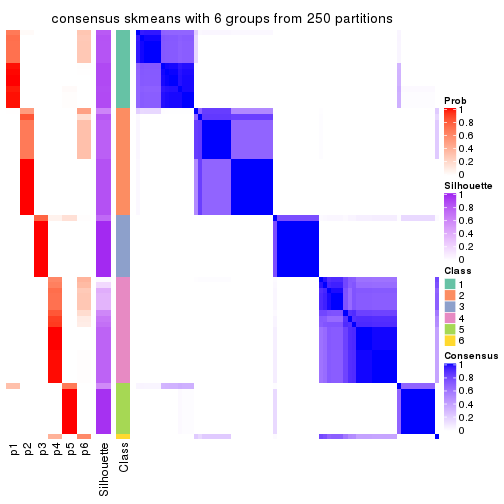 consensus skmeans with 6 groups from 250 partitions
Prob
1
0.8
0.6
0.4
0.2
0
Silhouette
1
0.8
0.6
0.4
0.2
0
Class
1
2
3
4
5
6
Consensus
1
0.8
0.6
0.4
0.2
0
p1
p2
p3
p4
p5
p6
Silhouette
Class